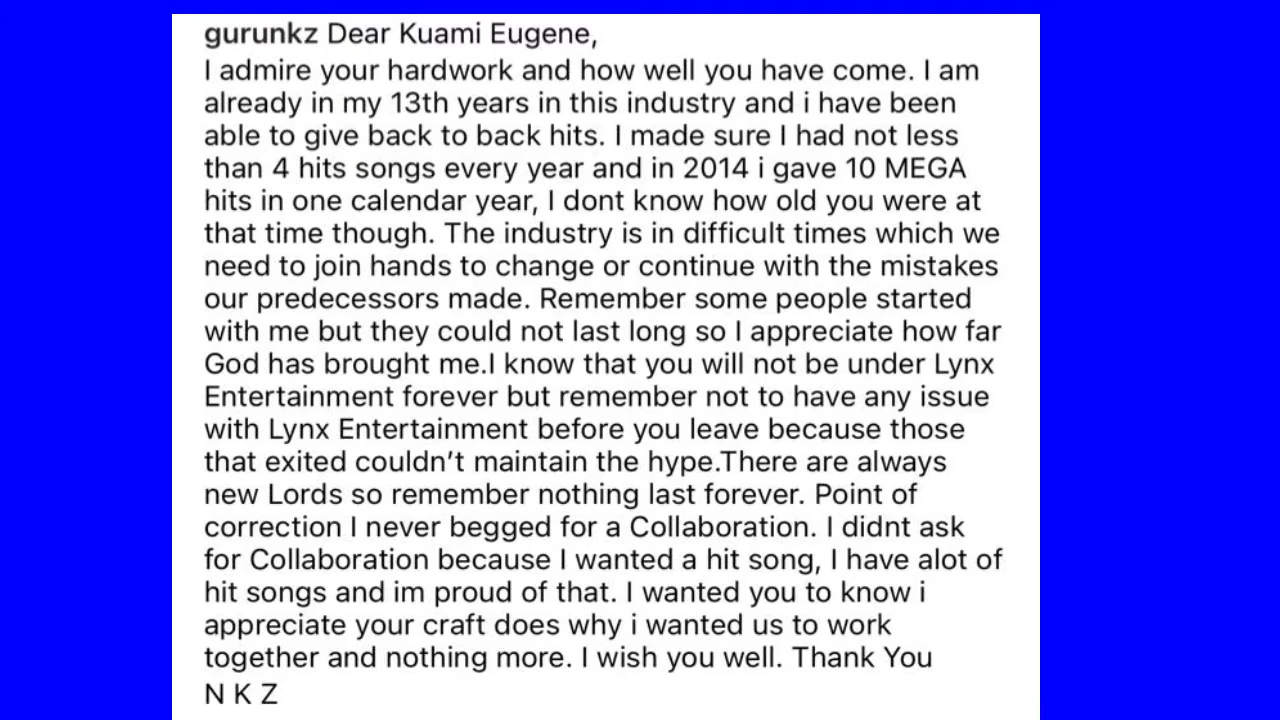 gurunkz Dear Kuami Eugene,
I admire your hardwork and how well you have come. I am
already in my 13th years in this industry and i have been
able to give back to back hits. I made sure I had not less
than 4 hits songs every year and in 2014 i gave 10 MEGA
hits in one calendar year, I dont know how old you were at
that time though. The industry is in difficult times which we
need to join hands to change or continue with the mistakes
our predecessors made. Remember some people started
with me but they could not last long so I appreciate how far
God has brought me.I know that you will not be under Lynx
Entertainment forever but remember not to have any issue
with Lynx Entertainment before you leave because those
that exited couldn’t maintain the hype.There are always
new Lords so remember nothing last forever. Point of
correction I never begged for a Collaboration. I didnt ask
for Collaboration because I wanted a hit song, I have alot of
hit songs and im proud of that. I wanted you to know i
appreciate your craft does why i wanted us to work
together and nothing more. I wish you well. Thank You
N K Z